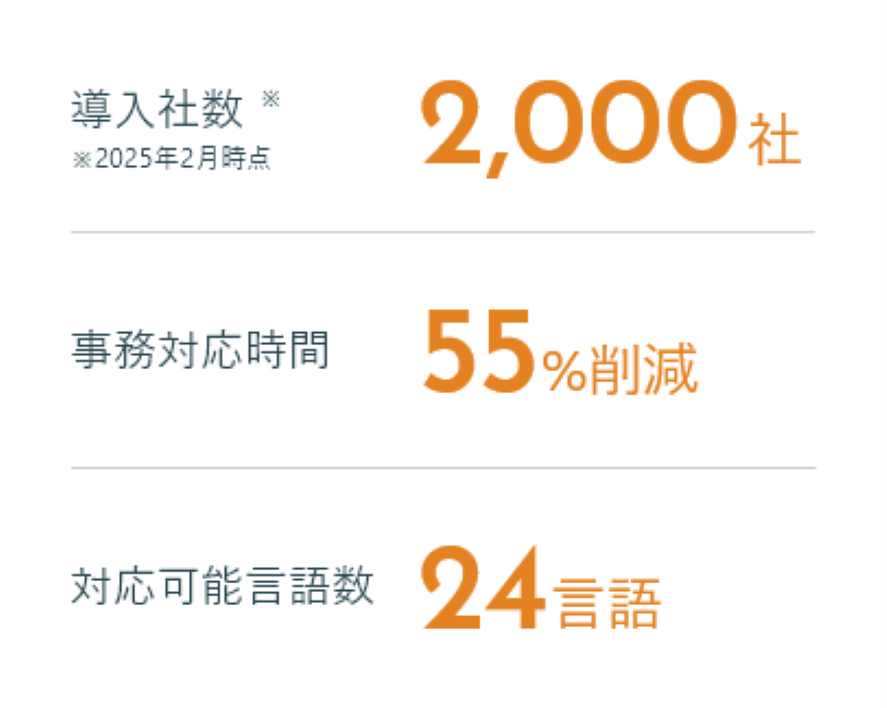 導入社数 ※
※2025年2月時点
2,000社
事務対応時間
55%削減
対応可能言語数
24言語